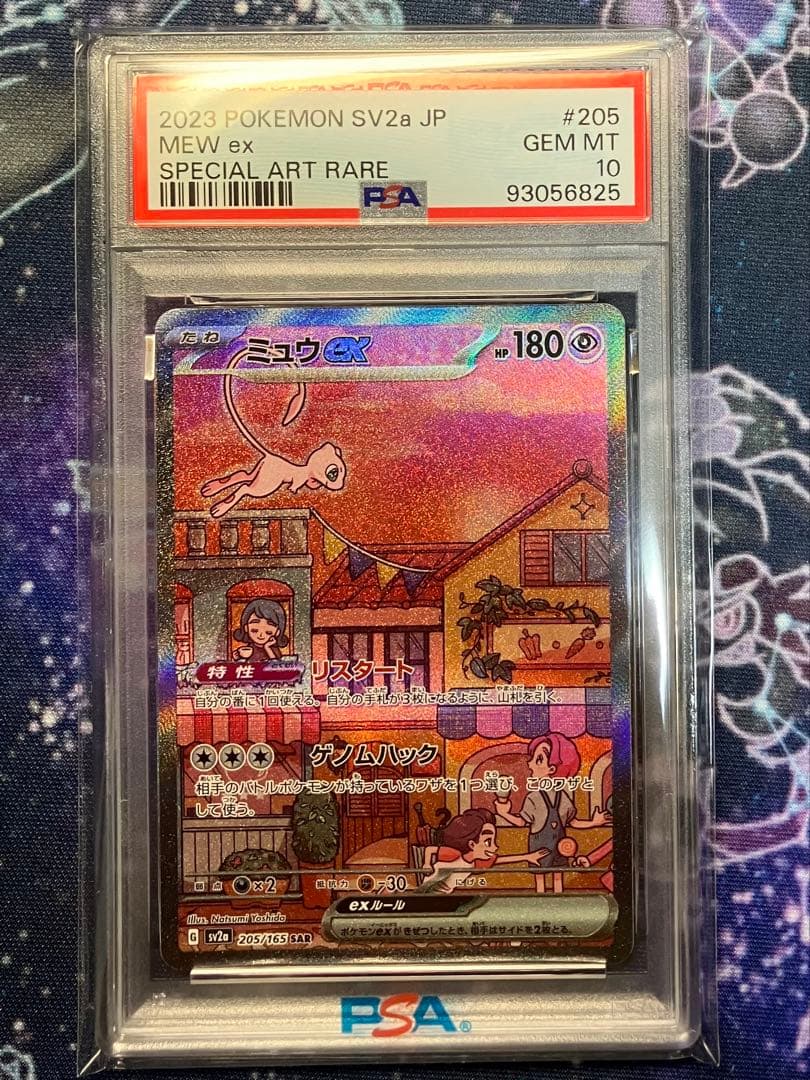 2023 POKEMON SV2a JP #205
MEW ex GEM MT
SPECIAL ART RARE 10
PSA 93056825
たね ミュウex HP 180
特性 リスタート
自分の番に1回使える。自分の手札が3枚になるように、山札を引く。
ゲノムハック
相手のバトルポケモンが持っているワザを1つ選び、このワザと
して使う。
弱点 ×2 抵抗力 -30 にげる
exルール
ポケモンexがきぜつしたとき、相手はサイドを2枚とる。
Illus. Natsumi Yoshida
G sv2a 205/165 SAR
PSA®